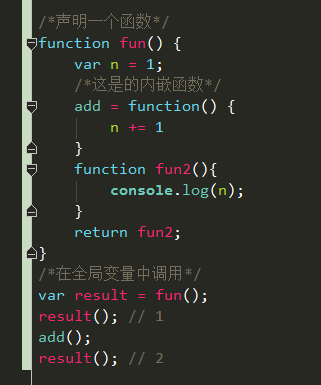 /*声明一个函数*/
function fun() {
    var n = 1;
    /*这是的内嵌函数*/
    add = function() {
        n += 1
    }
    function fun2(){
        console.log(n);
    }
    return fun2;
}
/*在全局变量中调用*/
var result = fun();
result(); // 1
add();
result(); // 2